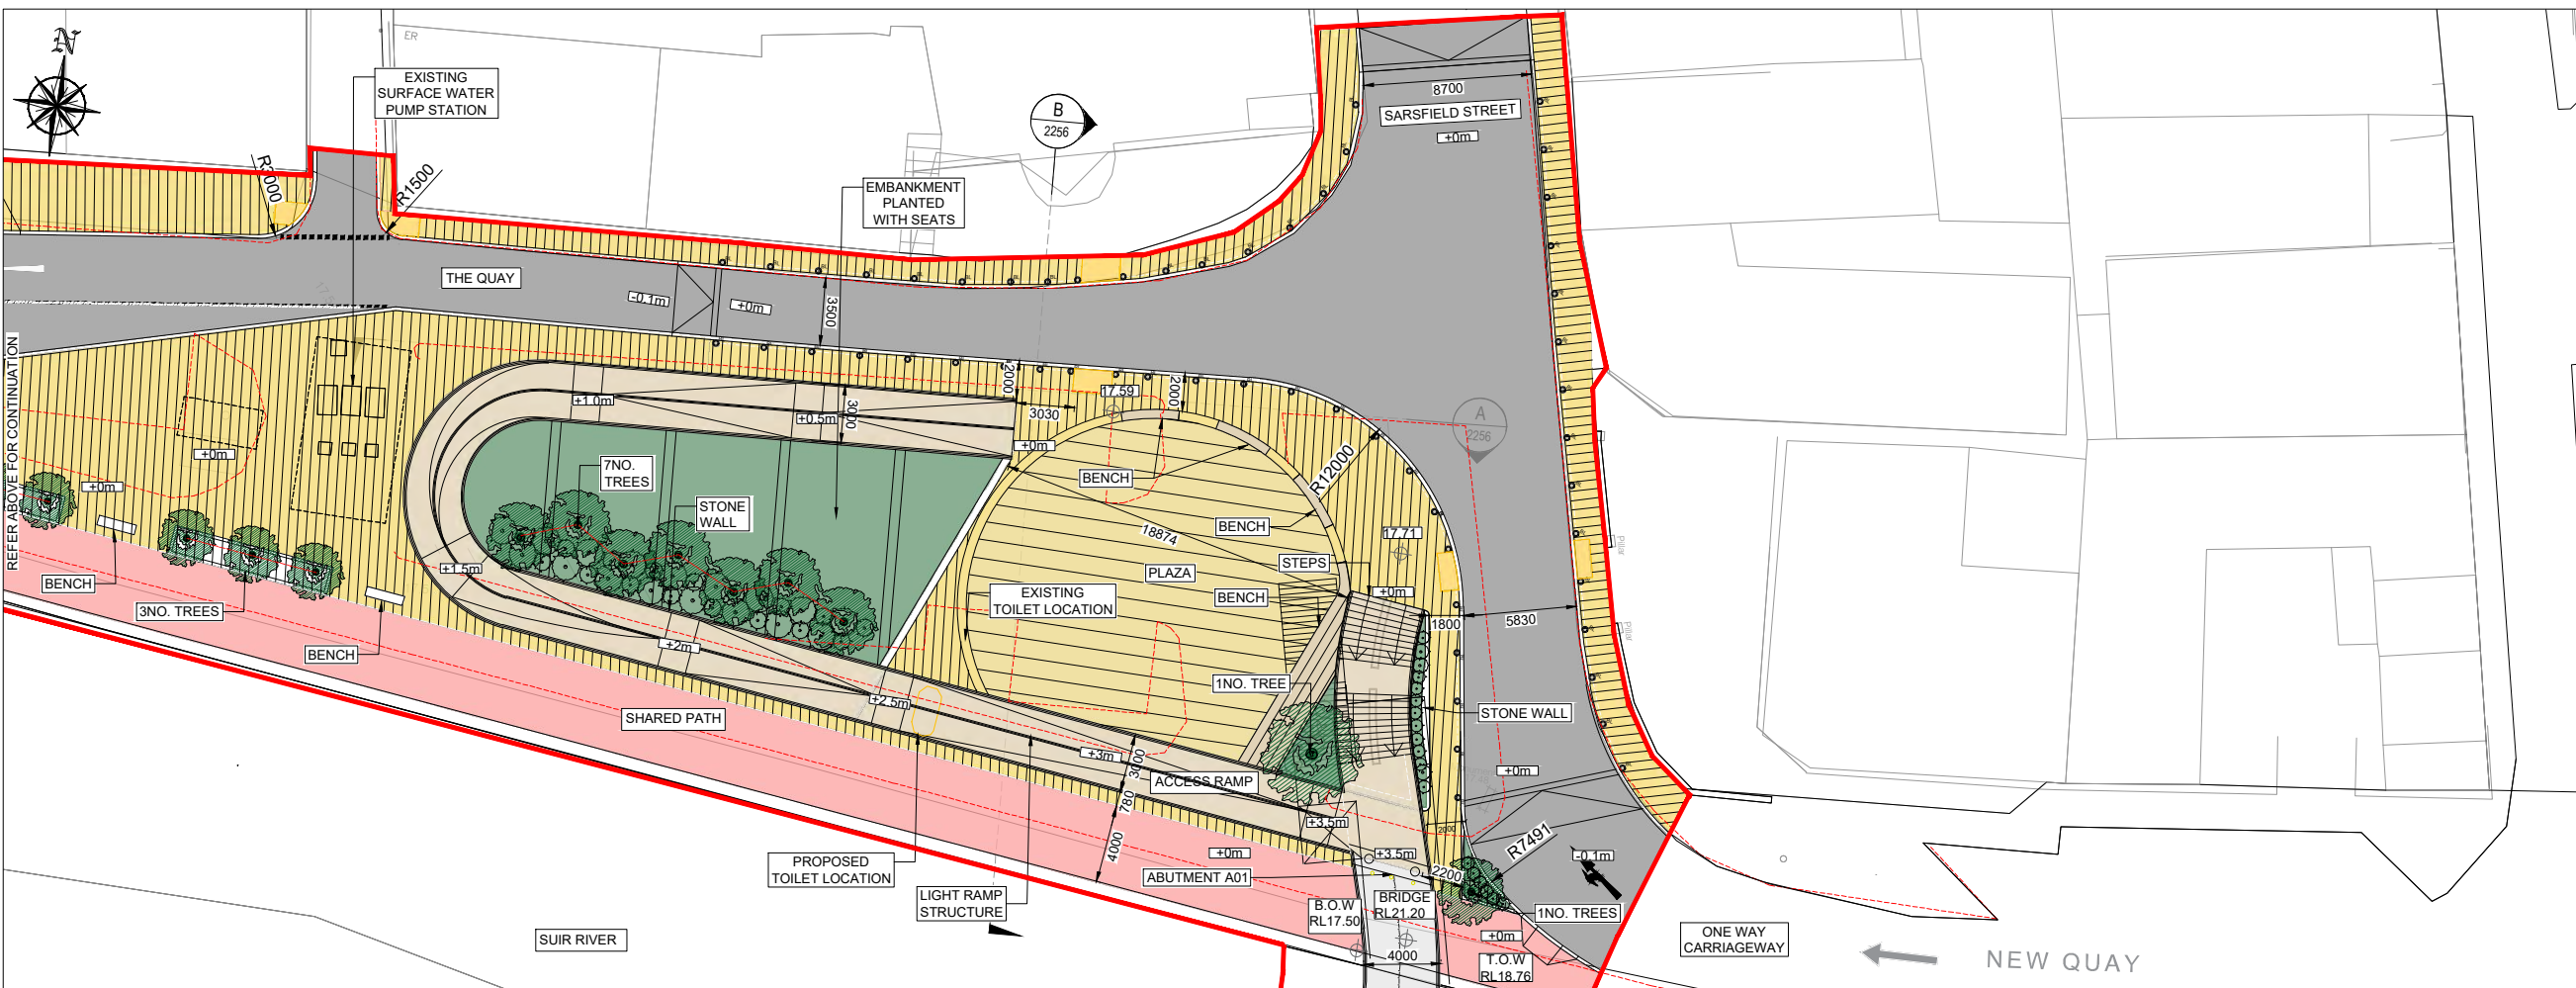 N
ER
EXISTING
SURFACE WATER
PUMP STATION
B
2256
8700
SARSFIELD STREET
+0m
R1500
EMBANKMENT
PLANTED
WITH SEATS
THE QUAY
-0.1m
+0m
3500
A
2256
REFER ABOVE FOR CONTINUATION
+1.0m
+0.5m
3000
2000
3030
17.59
2000
+0m
R12000
BENCH
BENCH
7NO.
TREES
STONE
WALL
18874
17.71
+0m
+0m
BENCH
3NO. TREES
BENCH
+1.5m
EXISTING
TOILET LOCATION
PLAZA
STEPS
BENCH
+0m
1800
5830
Pillar
Pillar
+2m
+2.5m
1NO. TREE
STONE WALL
SHARED PATH
+3m
3000
ACCESS RAMP
780
4000
+0m
2000
+3.5m
+3.5m
R7491
-0.1m
PROPOSED
TOILET LOCATION
LIGHT RAMP
STRUCTURE
+0m
ABUTMENT A01
2200
B.O.W
RL17.50
BRIDGE
RL21.20
1NO. TREES
+0m
T.O.W
RL18.76
4000
SUIR RIVER
ONE WAY
CARRIAGEWAY
NEW QUAY